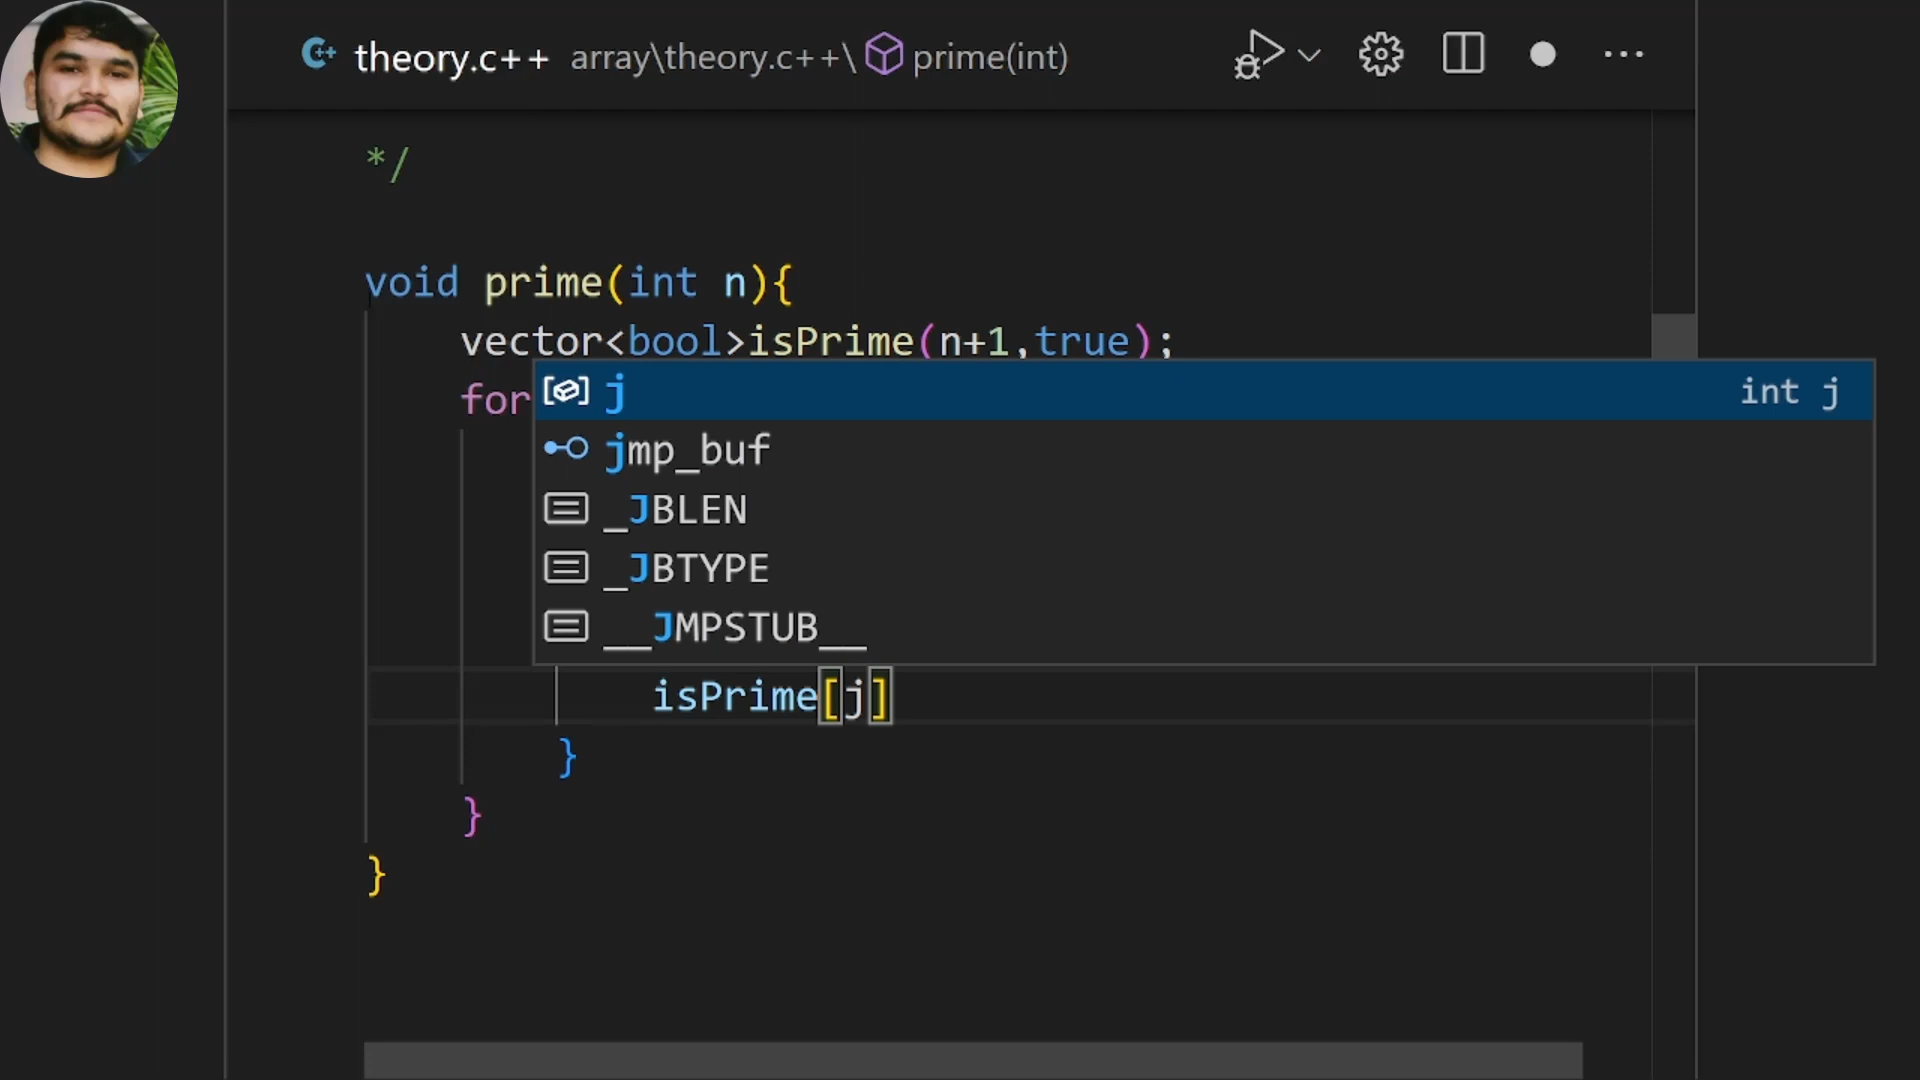 theory.c++ array\theory.c++\ prime(int)
*/
void prime(int n){
vector<bool>isPrime(n+1,true);
for
j int j
jmp_buf
_JBLEN
_JBTYPE
__JMPSTUB__
isPrime[j]
}
}
}